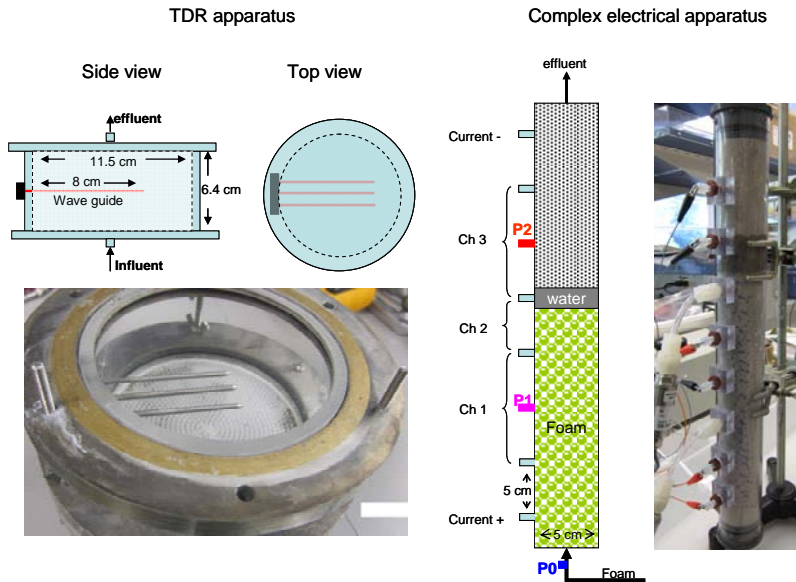 TDR apparatus
Complex electrical apparatus
Side view
Top view
effluent
11.5 cm
8 cm
Wave guide
6.4 cm
Influent
effluent
Current -
Ch 3
P2
water
Ch 2
Ch 1
P1
Foam
5 cm
Current +
5 cm
P0
Foam